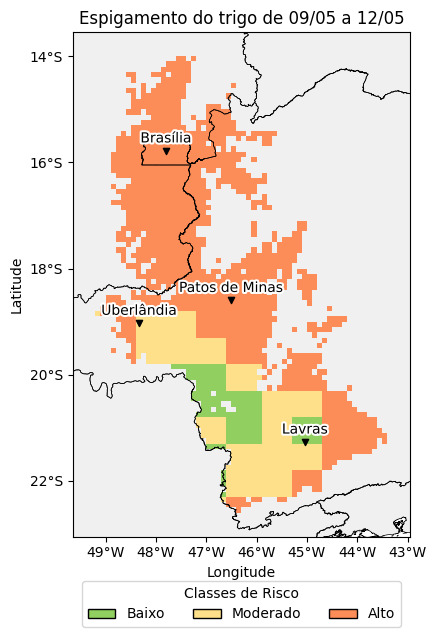 Espigamento do trigo de 09/05 a 12/05
14°S
Brasília
16°S
18°S
Patos de Minas
Uberlândia
20°S
Lavras
22°S
Latitude
49°W 48°W 47°W 46°W 45°W 44°W 43°W
Longitude
Classes de Risco
Baixo Moderado Alto